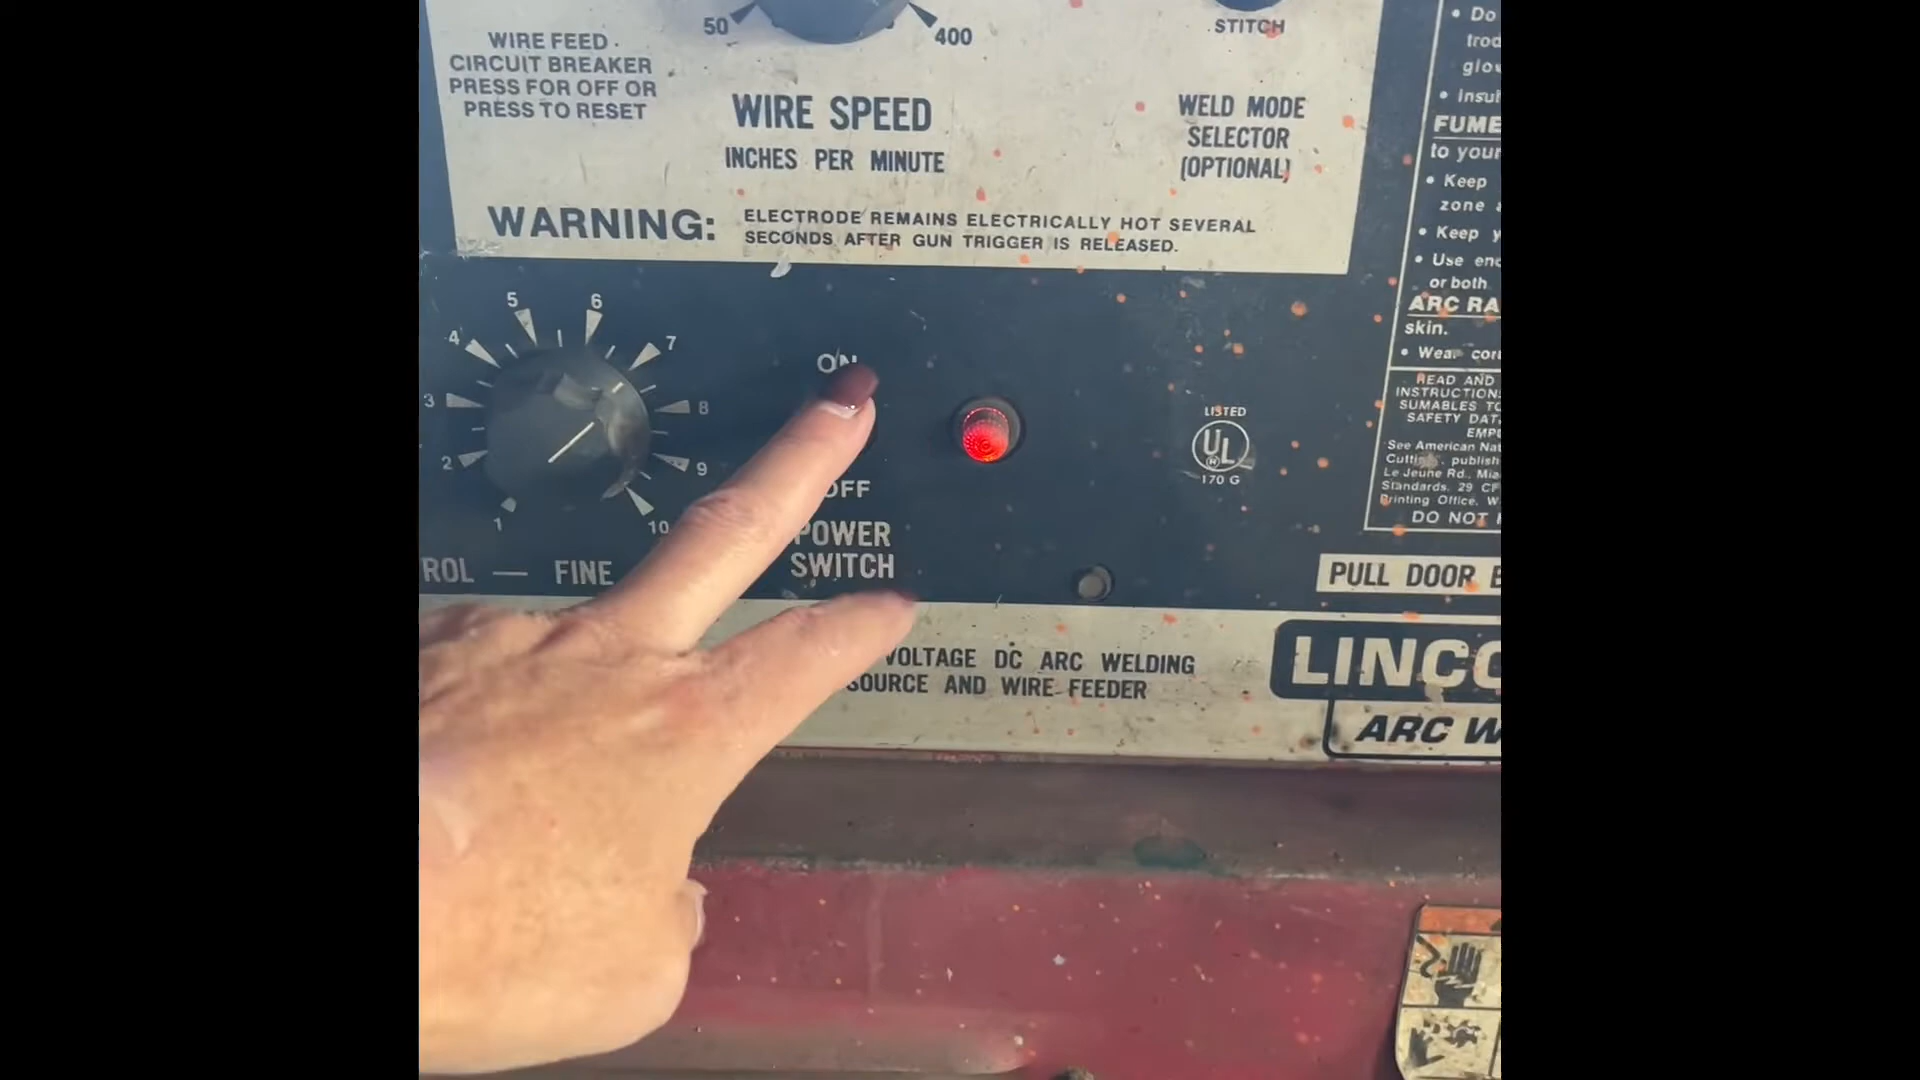 50
400
STITCH
WIRE FEED
CIRCUIT BREAKER
PRESS FOR OFF OR
PRESS TO RESET
WIRE SPEED
INCHES PER MINUTE
WELD MODE
SELECTOR
(OPTIONAL)
WARNING: ELECTRODE REMAINS ELECTRICALLY HOT SEVERAL
SECONDS AFTER GUN TRIGGER IS RELEASED.
1 2 3 4 5 6 7 8 9 10
FINE
ON
OFF
POWER
SWITCH
LISTED
UL
170 G
VOLTAGE DC ARC WELDING
SOURCE AND WIRE FEEDER
• Do
• Insul
FUME
to your
• Keep
zone
• Keep
• Use
or both
ARC RA
skin.
• Wear
READ AND
INSTRUCTIONS
SUMABLES TO
SAFETY DAT
EMPL
See American Nat
publish
Le Jeune Rd., Mia
Standards. 29 CF
Printing Office, W
DO NOT
PULL DOOR
LINCO
ARC W